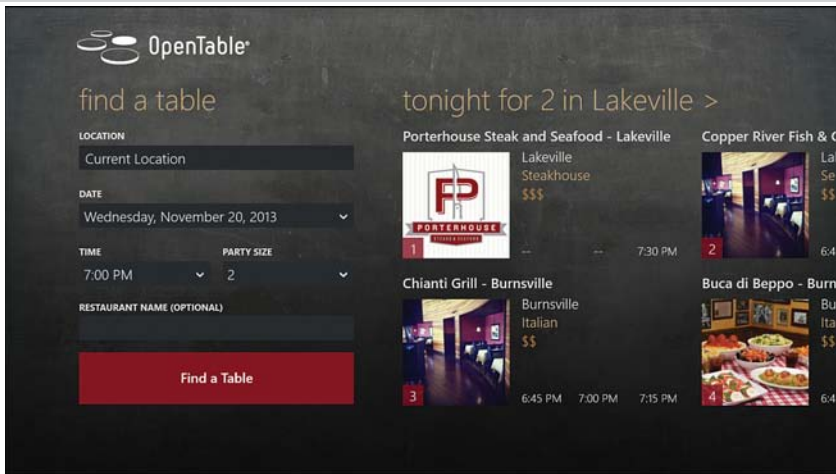 OpenTable®
find a table
LOCATION
Current Location
DATE
Wednesday, November 20, 2013
TIME
PARTY SIZE
7:00 PM
2
RESTAURANT NAME (OPTIONAL)
Find a Table
tonight for 2 in Lakeville >
Porterhouse Steak and Seafood - Lakeville
P
PORTERHOUSE
STEAKS & SEAFOOD
1
Lakeville
Steakhouse
$$$
-- -- 7:30 PM
Copper River Fish &
2
$$
Chianti Grill - Burnsville
3
Burnsville
Italian
$$
6:45 PM 7:00 PM 7:15 PM
Buca di Beppo - Burn
4
$$